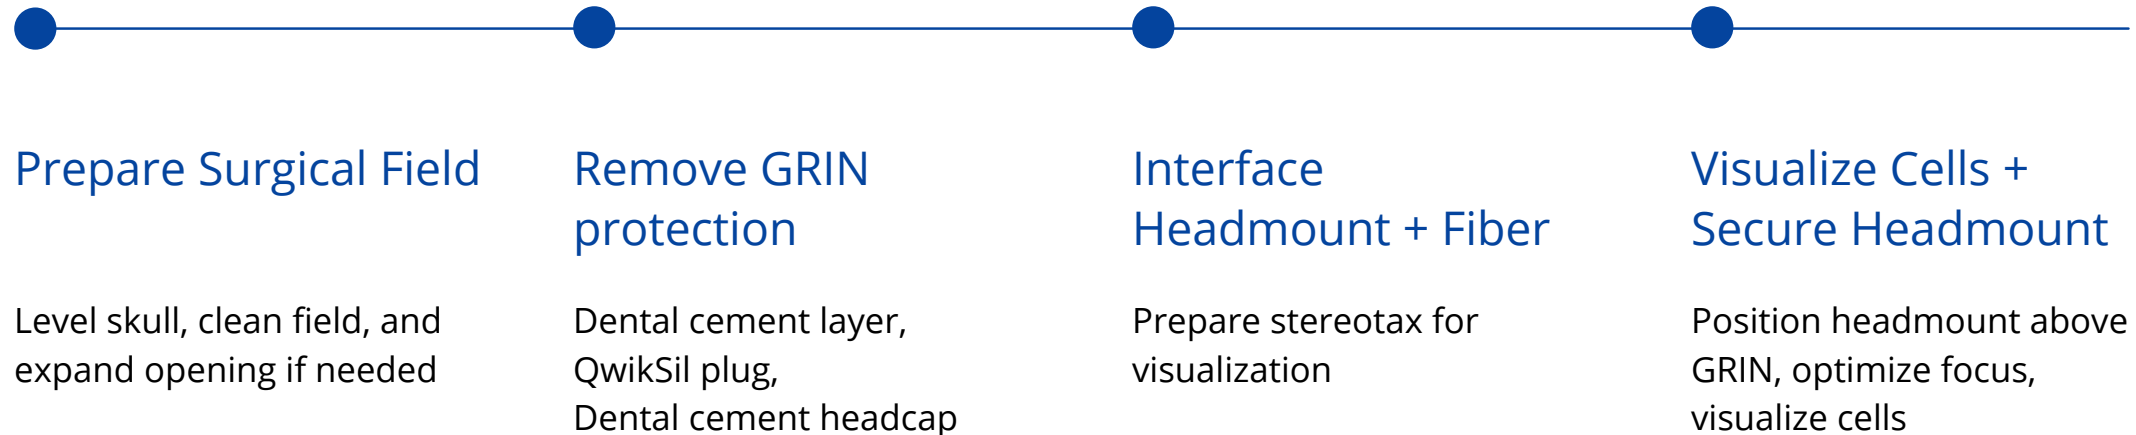 Prepare Surgical Field
Level skull, clean field, and
expand opening if needed
Remove GRIN
protection
Dental cement layer,
QwikSil plug,
Dental cement headcap
Interface
Headmount + Fiber
Prepare stereotax for
visualization
Visualize Cells +
Secure Headmount
Position headmount above
GRIN, optimize focus,
visualize cells